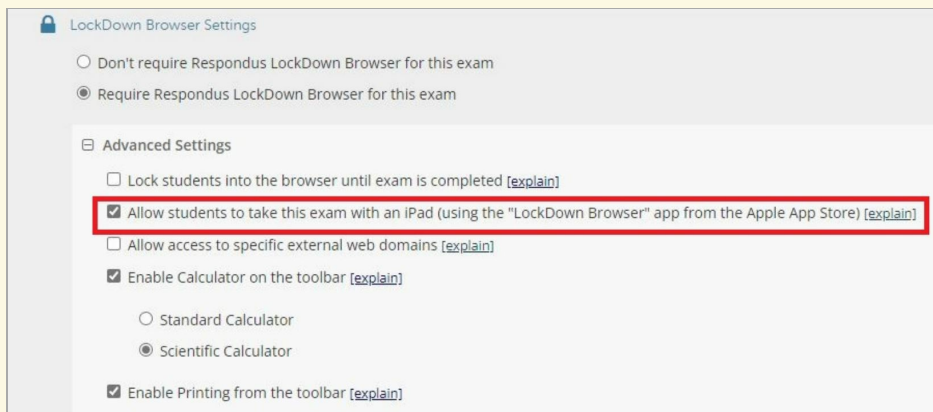 LockDown Browser Settings
Don't require Respondus LockDown Browser for this exam
Require Respondus LockDown Browser for this exam
Advanced Settings
Lock students into the browser until exam is completed [explain]
Allow students to take this exam with an iPad (using the "LockDown Browser" app from the Apple App Store) [explain]
Allow access to specific external web domains [explain]
Enable Calculator on the toolbar [explain]
Standard Calculator
Scientific Calculator
Enable Printing from the toolbar [explain]